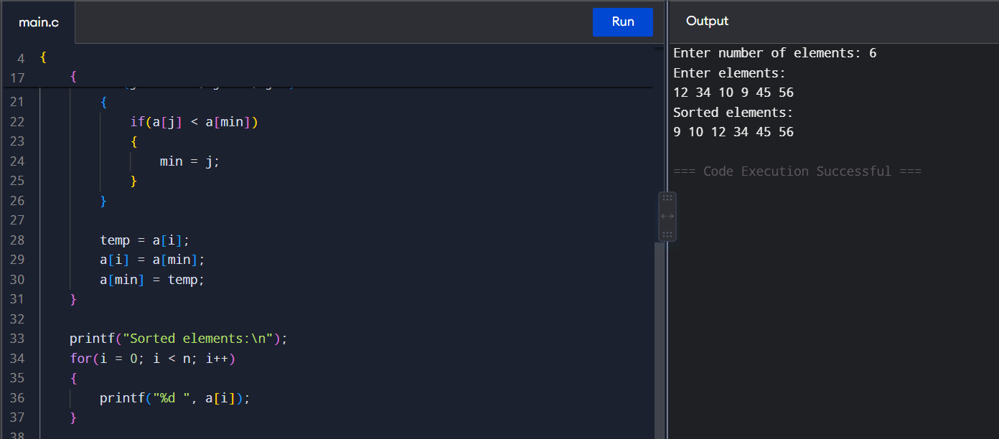 main.c
Run
4 {
17 {
21 {
22 if(a[j] < a[min])
23 {
24 min = j;
25 }
26 }
27
28 temp = a[i];
29 a[i] = a[min];
30 a[min] = temp;
31 }
32
33 printf("Sorted elements:\n");
34 for(i = 0; i < n; i++)
35 {
36 printf("%d ", a[i]);
37 }
38
Output
Enter number of elements: 6
Enter elements:
12 34 10 9 45 56
Sorted elements:
9 10 12 34 45 56
=== Code Execution Successful ===